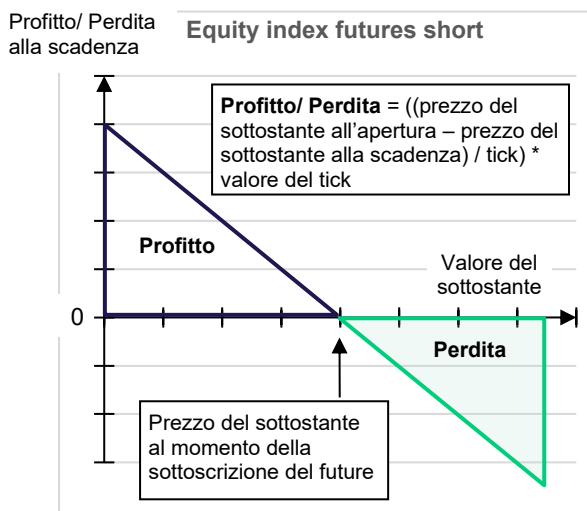 Profitto/ Perdita
alla scadenza
Equity index futures short
Profitto/ Perdita = ((prezzo del
sottostante all'apertura – prezzo del
sottostante alla scadenza) / tick) *
valore del tick
Profitto
Valore del
sottostante
0
Perdita
Prezzo del sottostante
al momento della
sottoscrizione del future